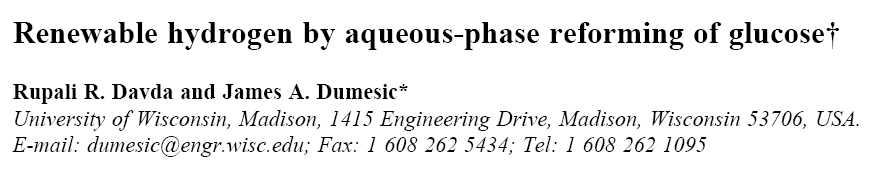 Renewable hydrogen by aqueous-phase reforming of glucose†
Rupali R. Davda and James A. Dumesic*
University of Wisconsin, Madison, 1415 Engineering Drive, Madison, Wisconsin 53706, USA.
E-mail: dumesic@engr.wisc.edu; Fax: 1 608 262 5434; Tel: 1 608 262 1095